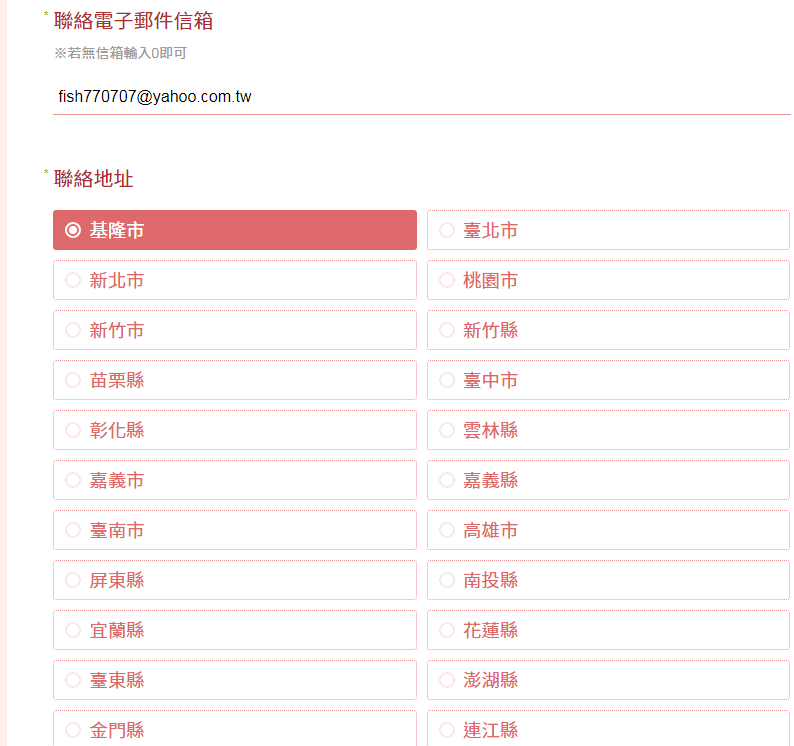 * 聯絡電子郵件信箱
※若無信箱輸入0即可
fish770707@yahoo.com.tw
* 聯絡地址
基隆市
臺北市
新北市
桃園市
新竹市
新竹縣
苗栗縣
臺中市
彰化縣
雲林縣
嘉義市
嘉義縣
臺南市
高雄市
屏東縣
南投縣
宜蘭縣
花蓮縣
臺東縣
澎湖縣
金門縣
連江縣